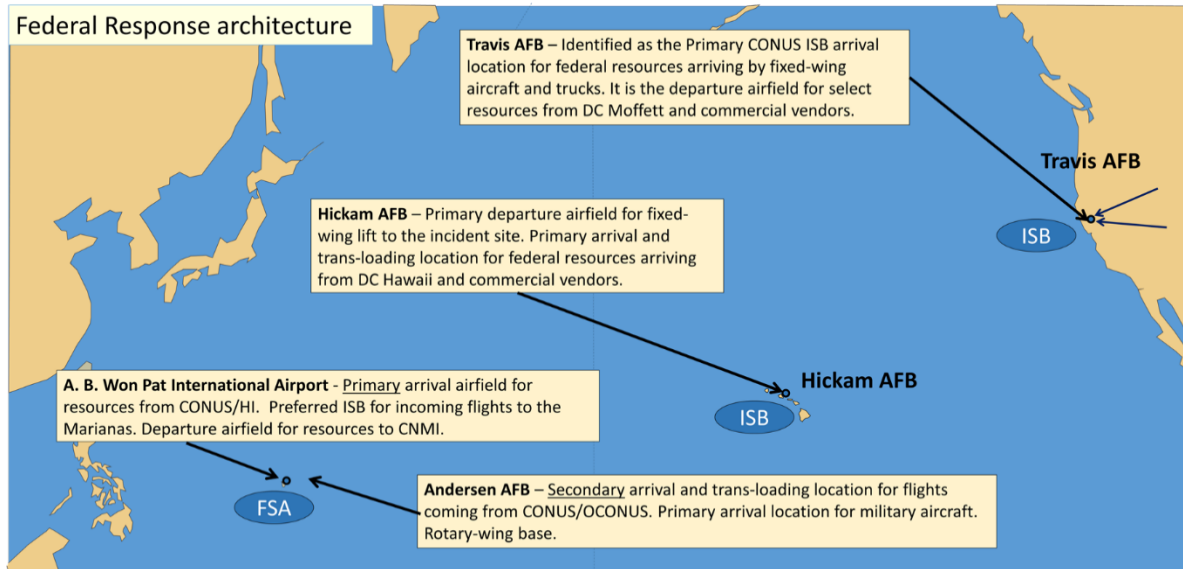 Federal Response architecture
Travis AFB – Identified as the Primary CONUS ISB arrival
location for federal resources arriving by fixed-wing
aircraft and trucks. It is the departure airfield for select
resources from DC Moffett and commercial vendors.
Travis AFB
ISB
Hickam AFB – Primary departure airfield for fixed-
wing lift to the incident site. Primary arrival and
trans-loading location for federal resources arriving
from DC Hawaii and commercial vendors.
Hickam AFB
ISB
A. B. Won Pat International Airport - Primary arrival airfield for
resources from CONUS/HI. Preferred ISB for incoming flights to the
Marianas. Departure airfield for resources to CNMI.
FSA
Andersen AFB – Secondary arrival and trans-loading location for flights
coming from CONUS/OCONUS. Primary arrival location for military aircraft.
Rotary-wing base.